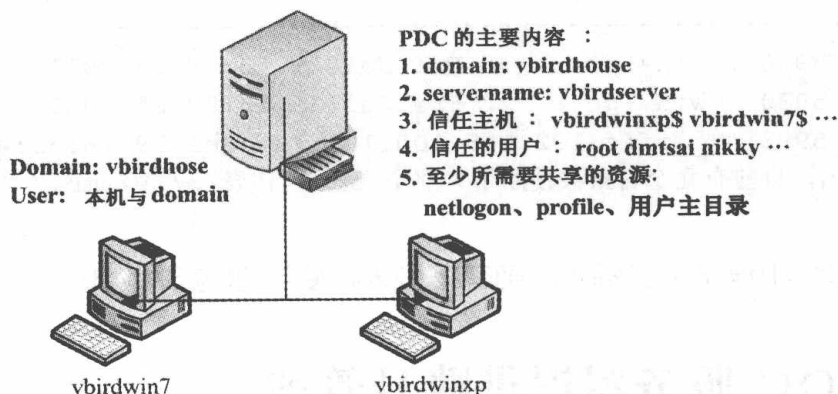 PDC 的主要内容 ：
1. domain: vbirdhouse
2. servername: vbirdserver
3. 信任主机： vbirdwinxp$ vbirdwin7$ …
4. 信任的用户： root dmtsai nikky …
5. 至少所需要共享的资源:
netlogon、profile、用户主目录
Domain: vbirdhose
User: 本机与 domain
vbirdwin7
vbirdwinxp